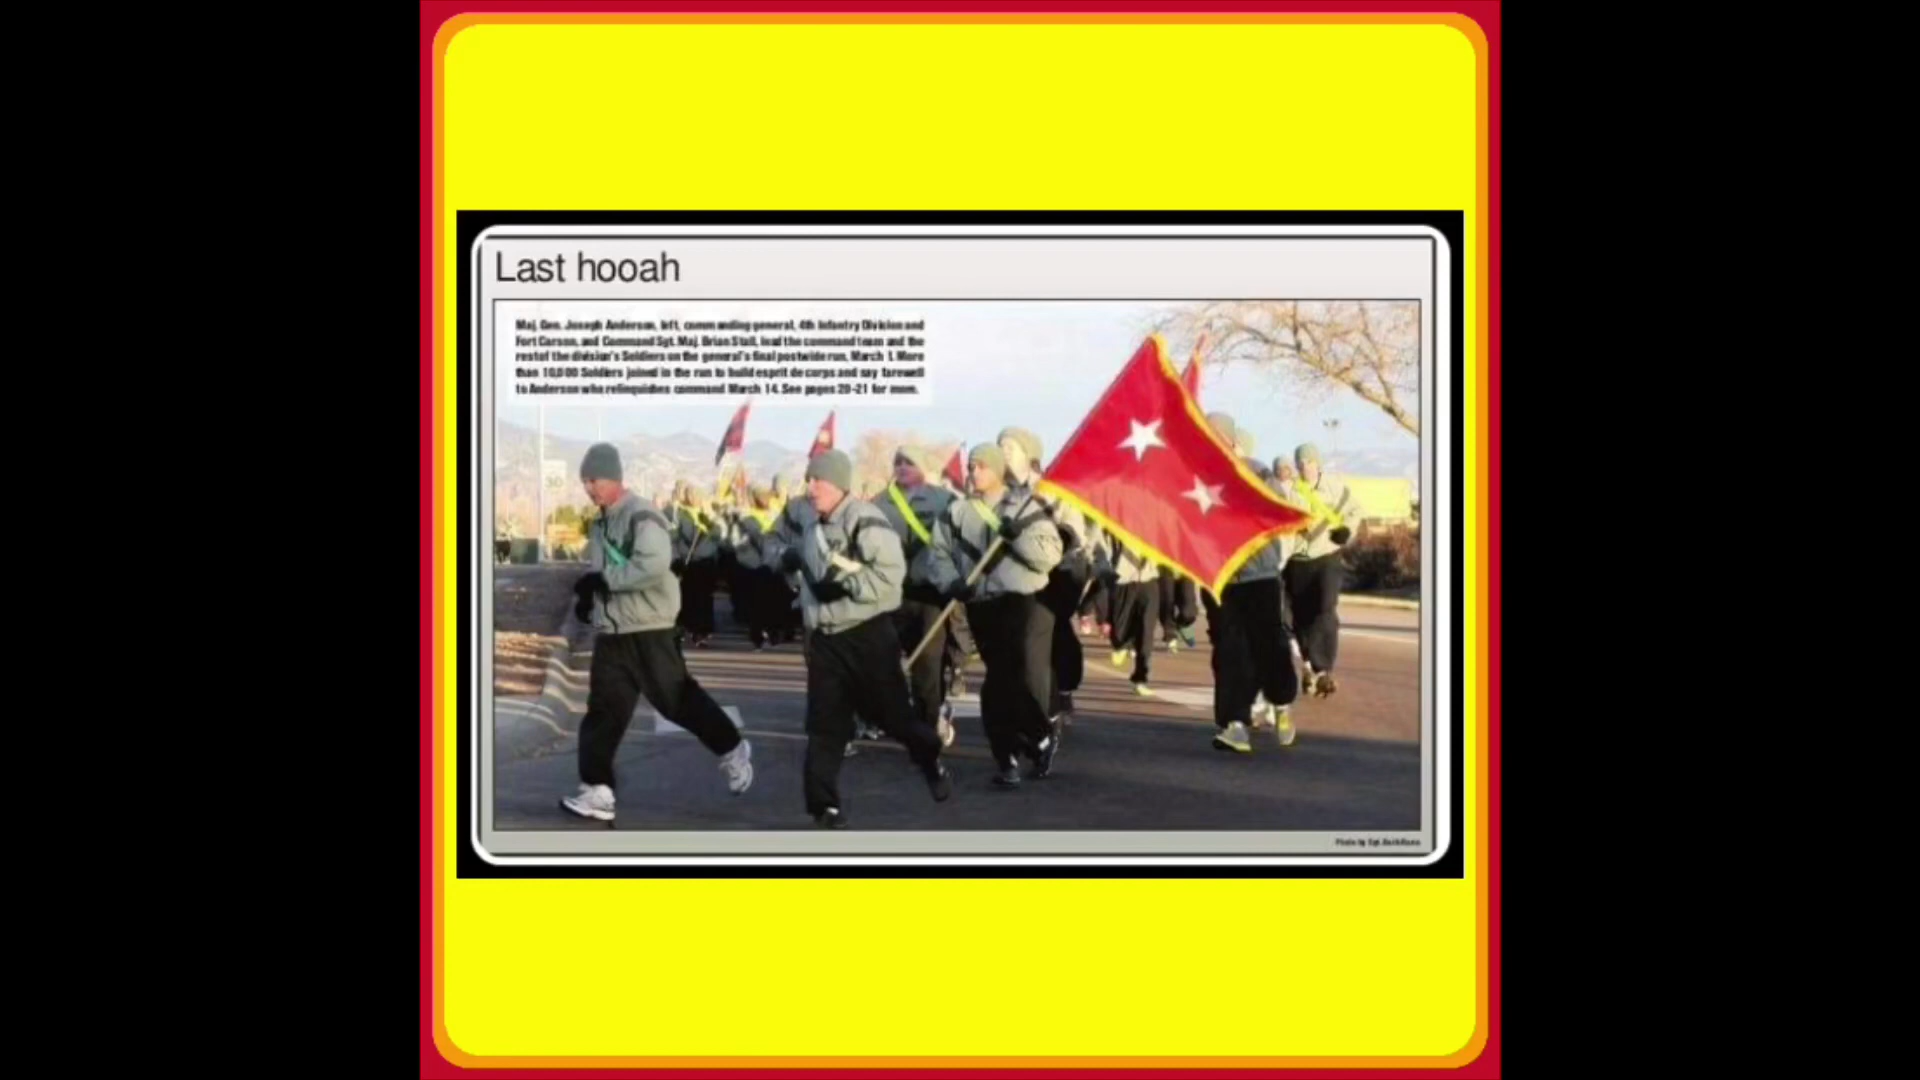 Last hooah
Maj. Gen. Joseph Anderson, left, commanding general, 4th Infantry Division and
Fort Carson, and Command Sgt. Maj. Brian Stall, lead the command team and the
rest of the division's Soldiers on the general's final postwide run, March 1. More
than 10,000 Soldiers joined in the run to build esprit de corps and say farewell
to Anderson who relinquishes command March 14. See pages 20-21 for more.
30
Photo by Sgt.